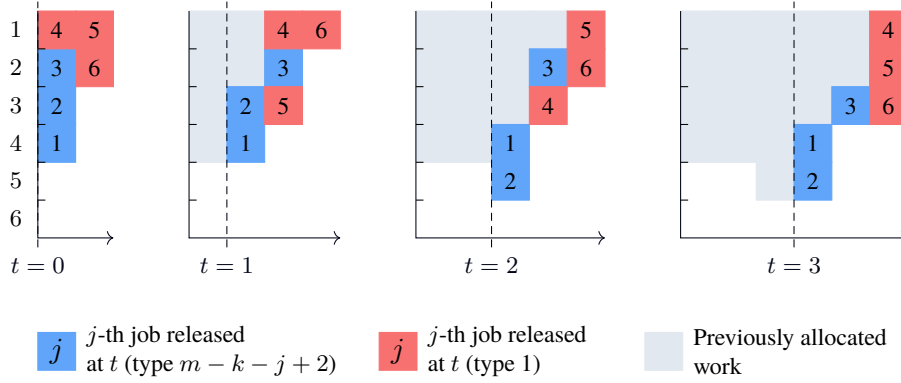 1 4 5 4 6 5 4
2 3 6 3 3 6 5
3 2 2 5 4 3 6
4 1 1 1 1
5 2 2
6
t = 0 t = 1 t = 2 t = 3
j j-th job released at t (type m − k − j + 2)
j j-th job released at t (type 1)
Previously allocated work